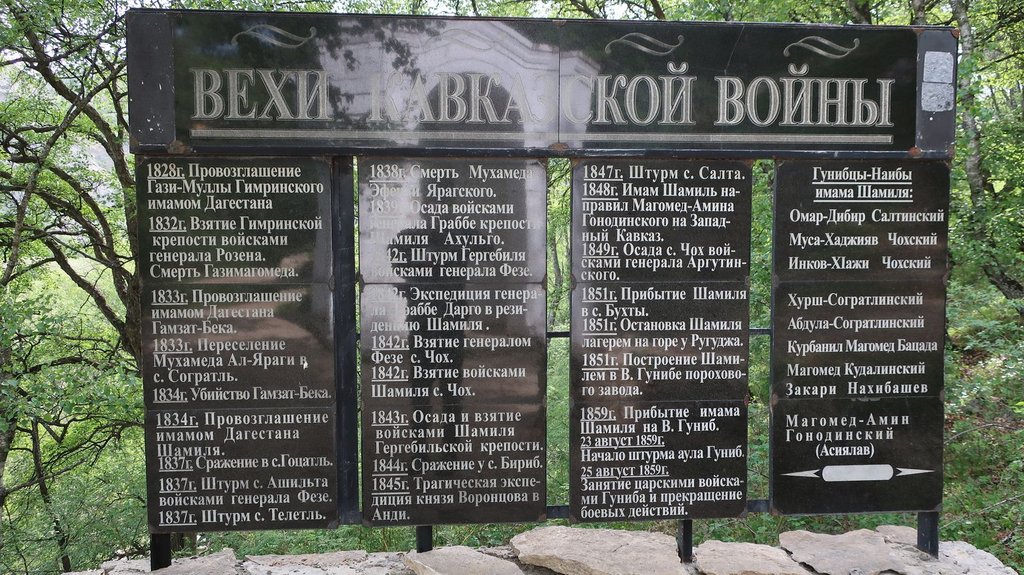 ВЕХИ КАВКАЗСКОЙ ВОЙНЫ
1828г. Провозглашение
Гази-Муллы Гимринского
имамом Дагестана
1832г. Взятие Гимринской
крепости войсками
генерала Розена.
Смерть Газимагомеда.
1833г. Провозглашение
имамом Дагестана
Гамзат-Бека.
1833г. Переселение
Мухамеда Ал-Яраги в
с. Согратль.
1834г. Убийство Гамзат-Бека.
1834г. Провозглашение
имамом Дагестана
Шамиля.
1837г. Сражение в с.Гоцатль.
1837г. Штурм с. Ашильта
войсками генерала Фезе.
1837г. Штурм с. Телетль.
1838г. Смерть Мухамеда
Ярагского.
1839г. Осада войсками
генерала Граббе крепости
Шамиля Ахульго.
Штурм Гергебиля
войсками генерала Фезе.
Экспедиция генера-
ла Граббе Дарго в рези-
денцию Шамиля.
1842г. Взятие генералом
Фезе с. Чох.
1842г. Взятие войсками
Шамиля с. Чох.
1843г. Осада и взятие
войсками Шамиля
Гергебильской крепости.
1844г. Сражение у с. Бириб.
1845г. Трагическая экспе-
диция князя Воронцова в
Анди.
1847г. Штурм с. Салта.
1848г. Имам Шамиль на-
правил Магомед-Амина
Гонодинского на Запад-
ный Кавказ.
1849г. Осада с. Чох вой-
сками генерала Аргутин-
ского.
1851г. Прибытие Шамиля
в с. Бухты.
1851г. Остановка Шамиля
лагерем на горе у Ругуджа.
1851г. Построение Шами-
лем в В. Гунибе порохово-
го завода.
1859г. Прибытие имама
Шамиля на В. Гуниб.
23 август 1859г.
Начало штурма аула Гуниб.
25 август 1859г.
Занятие царскими войска-
ми Гуниба и прекращение
боевых действий.
Гунибцы-Наибы
имама Шамиля:
Омар-Дибир Салтинский
Муса-Хаджияв Чохский
Инков-ХIажи Чохский
Хурш-Согратлинский
Абдула-Согратлинский
Курбанил Магомед Бацада
Магомед Кудалинский
Закари Нахибашев
Магомед-Амин
Гонодинский
(Асиялав)